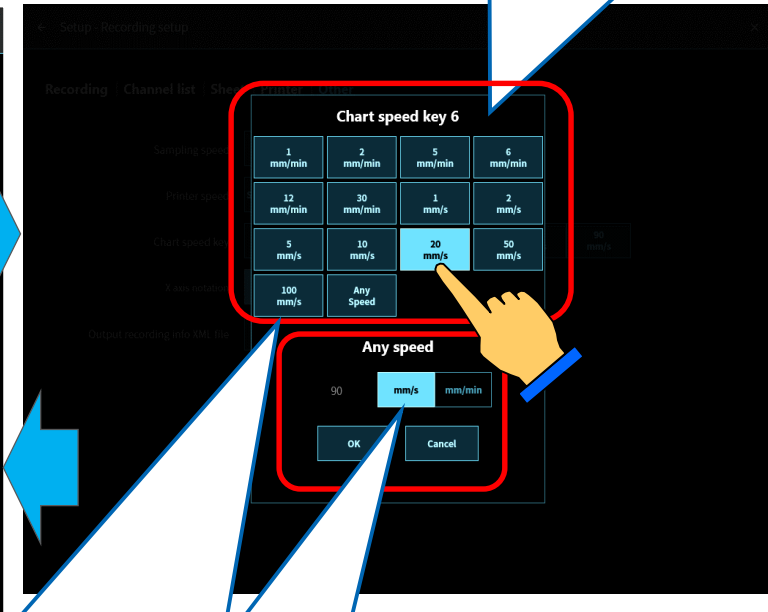 ← Setup - Recording setup ×
Recording Channel list Sheet Printer Other
Sampling speed
Printer speed
Chart speed key
90
mm/s
X axis notation
Output recording info XML file
Chart speed key 6
1
mm/min
2
mm/min
5
mm/min
6
mm/min
12
mm/min
30
mm/min
1
mm/s
2
mm/s
5
mm/s
10
mm/s
20
mm/s
50
mm/s
100
mm/s
Any
Speed
Any speed
90 mm/s mm/min
OK Cancel